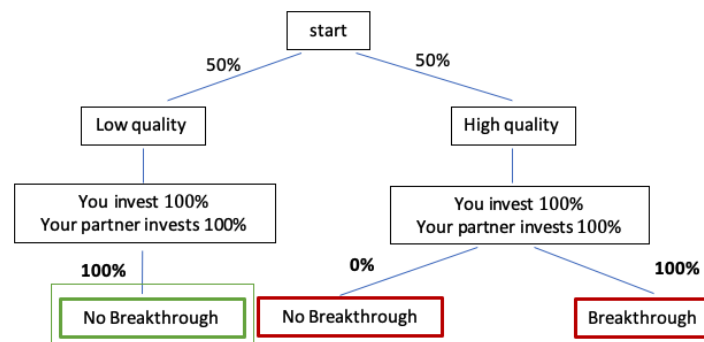 start
50%
50%
Low quality
High quality
You invest 100%
Your partner invests 100%
You invest 100%
Your partner invests 100%
100%
0%
100%
No Breakthrough
No Breakthrough
Breakthrough